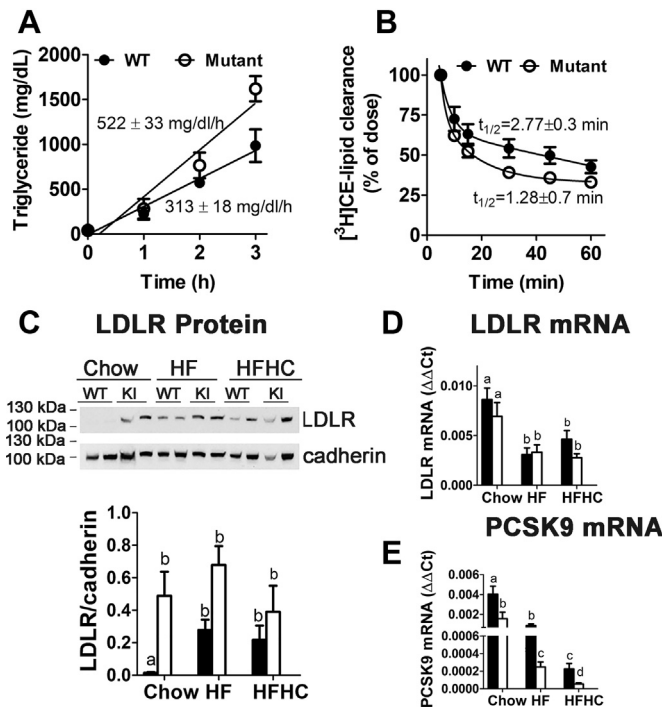 A
WT Mutant
Triglyceride (mg/dL)
2000
1500
1000
500
0
522 ± 33 mg/dl/h
313 ± 18 mg/dl/h
0 1 2 3
Time (h)
B
WT Mutant
[³H]CE-lipid clearance
(% of dose)
100
75
50
25
0
t1/2=2.77±0.3 min
t1/2=1.28±0.7 min
0 20 40 60
Time (min)
C LDLR Protein
Chow HF HFHC
WT KI WT KI WT KI
130 kDa
100 kDa
LDLR
130 kDa
100 kDa
cadherin
LDLR/cadherin
1.0
0.8
0.6
0.4
0.2
0.0
a b b b b b
Chow HF HFHC
D LDLR mRNA
LDLR mRNA (ΔΔCt)
0.010
0.005
0.000
a a b b b b
Chow HF HFHC
PCSK9 mRNA
E
PCSK9 mRNA (ΔΔCt)
0.006
0.004
0.002
0.0006
0.0004
0.0002
0.0000
a b b c c d
Chow HF HFHC